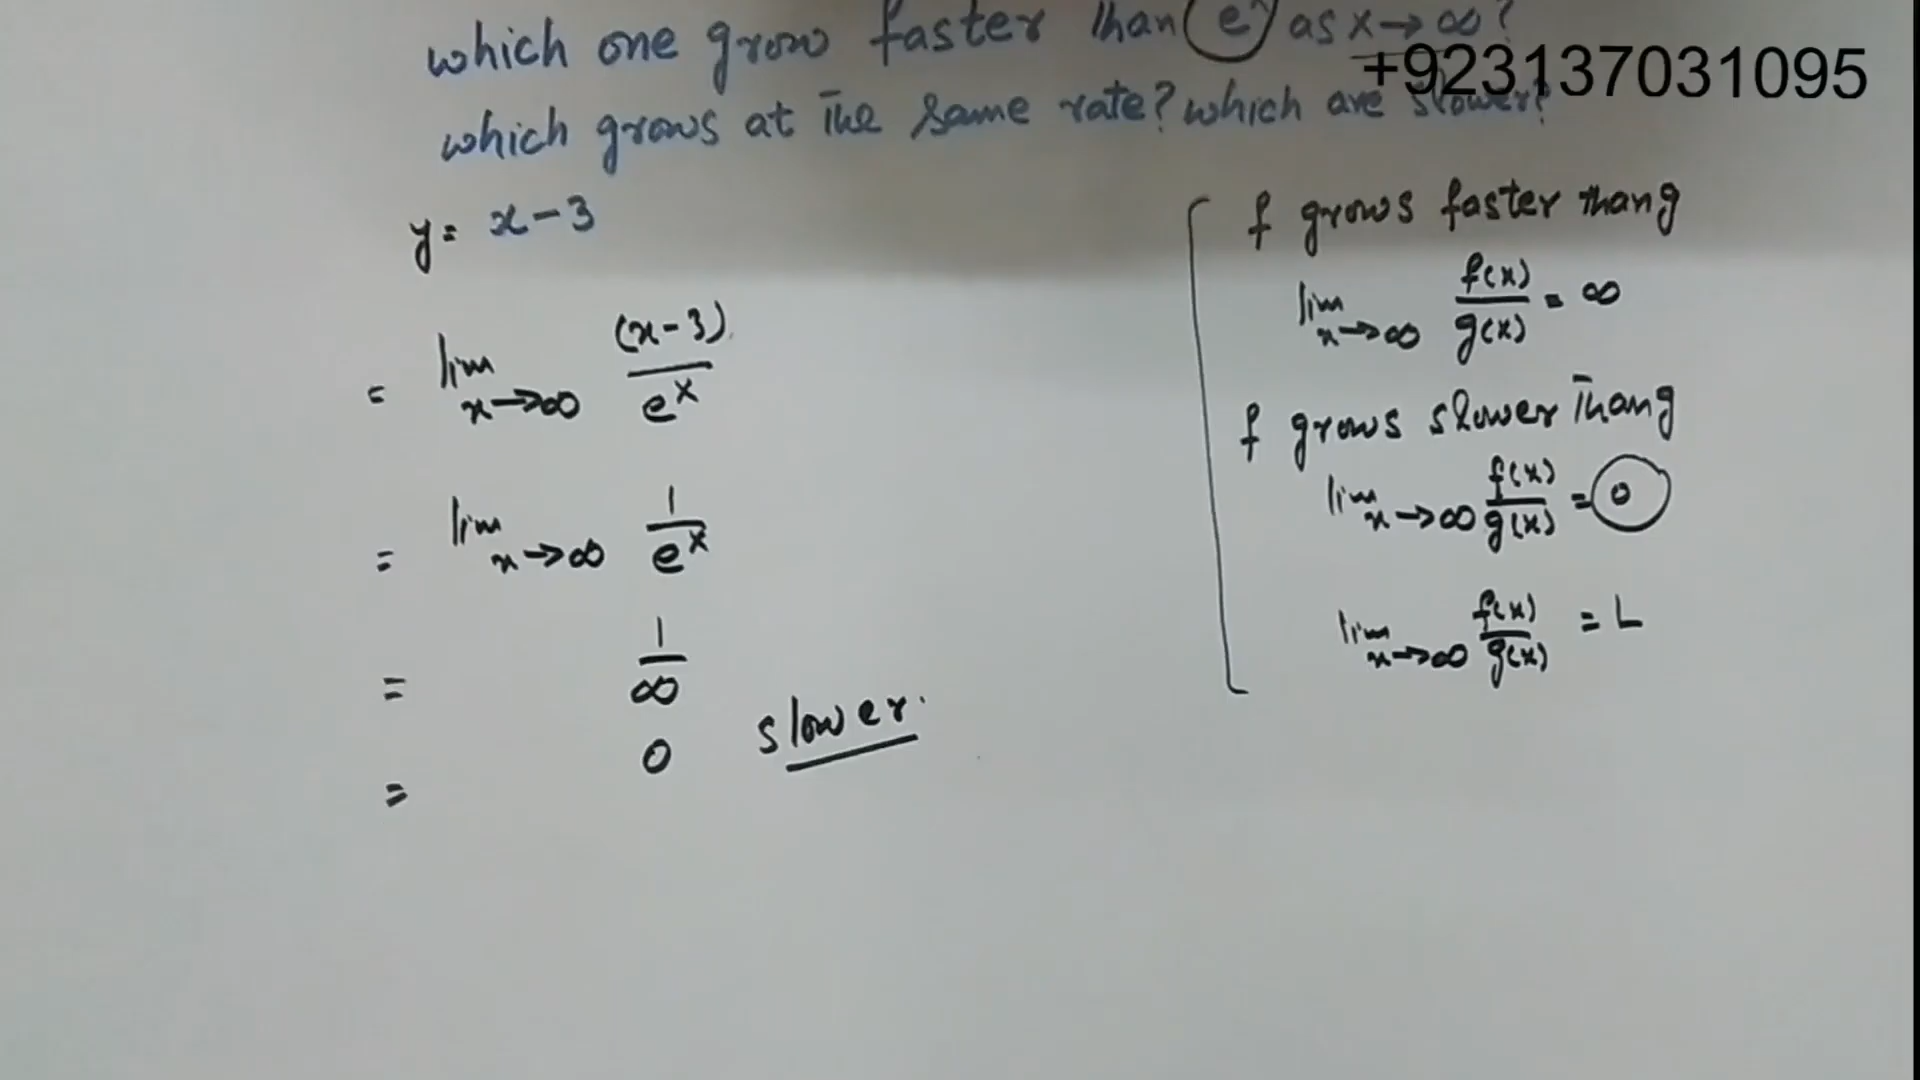 which one grow faster than e^x as x→∞?
+923137031095
which grows at the same rate? which are slower?
y= x-3
= lim x→∞ (x-3)/e^x
= lim x→∞ 1/e^x
= 1/∞
= 0 slower.
f grows faster than g
lim x→∞ f(x)/g(x) = ∞
f grows slower than g
lim x→∞ f(x)/g(x) = 0
lim x→∞ f(x)/g(x) = L